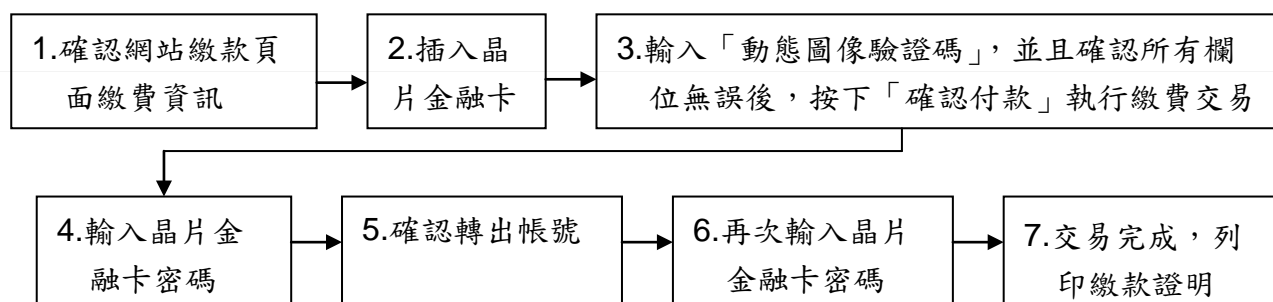 1.確認網站繳款頁
面繳費資訊
2.插入晶
片金融卡
3.輸入「動態圖像驗證碼」，並且確認所有欄
位無誤後，按下「確認付款」執行繳費交易
4.輸入晶片金
融卡密碼
5.確認轉出帳號
6.再次輸入晶片
金融卡密碼
7.交易完成，列
印繳款證明